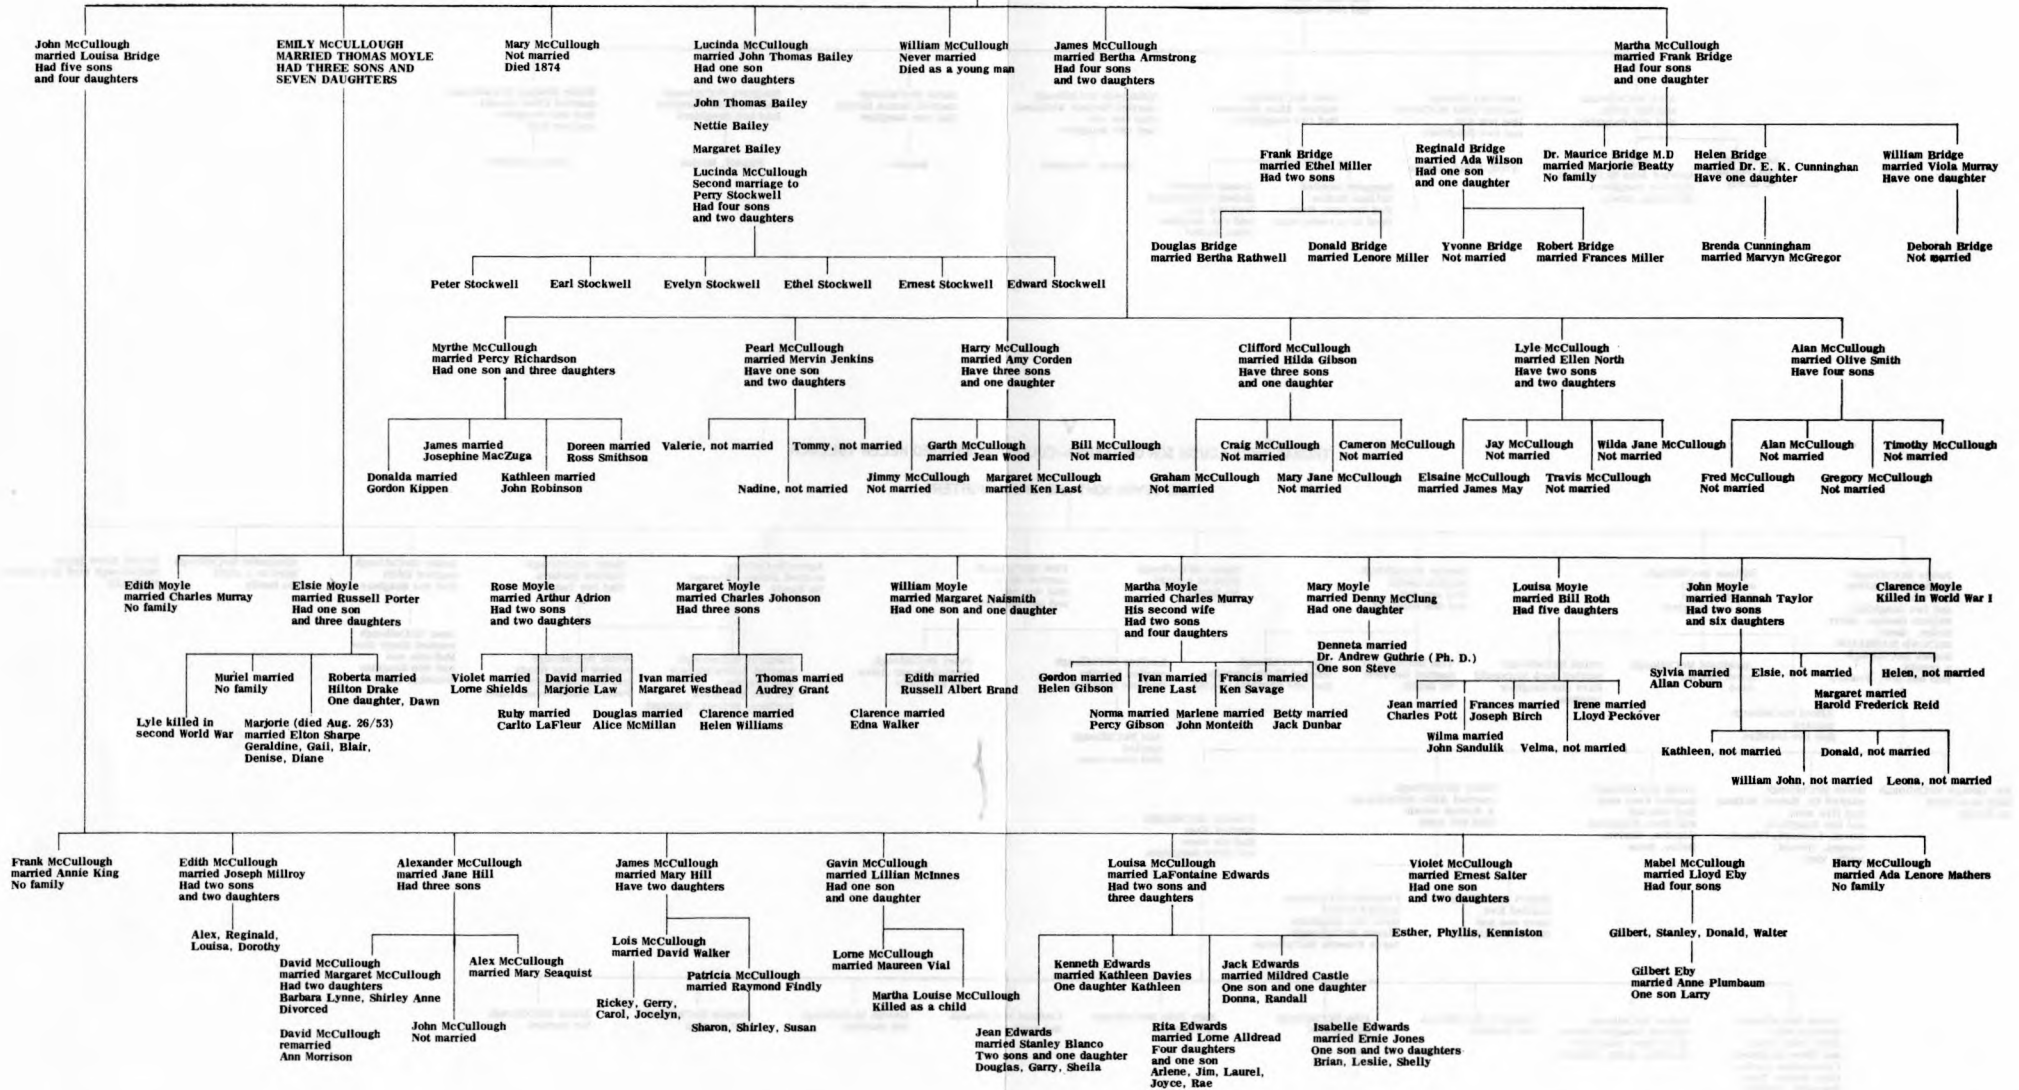 John McCullough
married Louisa Bridge
Had five sons
and four daughters
EMILY McCULLOUGH
MARRIED THOMAS MOYLE
HAD THREE SONS AND
SEVEN DAUGHTERS
Mary McCullough
Not married
Died 1874
Lucinda McCullough
married John Thomas Bailey
Had one son
and two daughters
John Thomas Bailey
Nettie Bailey
Margaret Bailey
Lucinda McCullough
Second marriage to
Perry Stockwell
Had four sons
and two daughters
William McCullough
Never married
Died as a young man
James McCullough
married Bertha Armstrong
Had four sons
and two daughters
Martha McCullough
married Frank Bridge
Had four sons
and one daughter
Frank Bridge
married Ethel Miller
Had two sons
Reginald Bridge
married Ada Wilson
Had one son
and one daughter
Dr. Maurice Bridge M.D
married Marjorie Beatty
No family
Helen Bridge
married Dr. E. K. Cunninghan
Have one daughter
William Bridge
married Viola Murray
Have one daughter
Douglas Bridge
married Bertha Rathwell
Donald Bridge
married Lenore Miller
Yvonne Bridge
Not married
Robert Bridge
married Frances Miller
Brenda Cunningham
married Marvyn McGregor
Deborah Bridge
Not married
Peter Stockwell
Earl Stockwell
Evelyn Stockwell
Ethel Stockwell
Ernest Stockwell
Edward Stockwell
Myrthe McCullough
married Percy Richardson
Had one son and three daughters
Pearl McCullough
married Mervin Jenkins
Have one son
and two daughters
Harry McCullough
married Amy Corden
Have three sons
and one daughter
Clifford McCullough
married Hilda Gibson
Have three sons
and one daughter
Lyle McCullough
married Ellen North
Have two sons
and two daughters
Alan McCullough
married Olive Smith
Have four sons
Donalda married
Gordon Kippen
James married
Josephine MacZuga
Kathleen married
John Robinson
Doreen married
Ross Smithson
Valerie, not married
Nadine, not married
Tommy, not married
Jimmy McCullough
Not married
Garth McCullough
married Jean Wood
Margaret McCullough
married Ken Last
Bill McCullough
Not married
Graham McCullough
Not married
Craig McCullough
Not married
Mary Jane McCullough
Not married
Cameron McCullough
Not married
Elsaine McCullough
married James May
Jay McCullough
Not married
Travis McCullough
Not married
Wilda Jane McCullough
Not married
Fred McCullough
Not married
Alan McCullough
Not married
Gregory McCullough
Not married
Timothy McCullough
Not married
Edith Moyle
married Charles Murray
No family
Elsie Moyle
married Russell Porter
Had one son
and three daughters
Rose Moyle
married Arthur Adrion
Had two sons
and two daughters
Margaret Moyle
married Charles Johonson
Had three sons
William Moyle
married Margaret Naismith
Had one son and one daughter
Martha Moyle
married Charles Murray
His second wife
Had two sons
and four daughters
Mary Moyle
married Denny McClung
Had one daughter
Louisa Moyle
married Bill Roth
Had five daughters
John Moyle
married Hannah Taylor
Had two sons
and six daughters
Clarence Moyle
Killed in World War I
Lyle killed in
second World War
Muriel married
No family
Marjorie (died Aug. 26/53)
married Elton Sharpe
Geraldine, Gail, Blair,
Denise, Diane
Roberta married
Hilton Drake
One daughter, Dawn
Violet married
Lorne Shields
Ruby married
Carlto LaFleur
David married
Marjorie Law
Douglas married
Alice McMillan
Ivan married
Margaret Westhead
Clarence married
Helen Williams
Thomas married
Audrey Grant
Clarence married
Edna Walker
Edith married
Russell Albert Brand
Gordon married
Helen Gibson
Norma married
Percy Gibson
Ivan married
Irene Last
Marlene married
John Monteith
Francis married
Ken Savage
Betty married
Jack Dunbar
Denneta married
Dr. Andrew Guthrie (Ph. D.)
One son Steve
Jean married
Charles Pott
Wilma married
John Sandulik
Frances married
Joseph Birch
Velma, not married
Irene married
Lloyd Peckover
Sylvia married
Allan Coburn
Elsie, not married
Margaret married
Harold Frederick Reid
Helen, not married
Kathleen, not married
William John, not married
Donald, not married
Leona, not married
Frank McCullough
married Annie King
No family
Edith McCullough
married Joseph Millroy
Had two sons
and two daughters
Alexander McCullough
married Jane Hill
Had three sons
James McCullough
married Mary Hill
Have two daughters
Gavin McCullough
married Lillian McInnes
Had one son
and one daughter
Louisa McCullough
married LaFontaine Edwards
Had two sons and
three daughters
Violet McCullough
married Ernest Salter
Had one son
and two daughters
Mabel McCullough
married Lloyd Eby
Had four sons
Harry McCullough
married Ada Lenore Mathers
No family
Alex, Reginald,
Louisa, Dorothy
David McCullough
married Margaret McCullough
Had two daughters
Barbara Lynne, Shirley Anne
Divorced
David McCullough
remarried
Ann Morrison
John McCullough
Not married
Alex McCullough
married Mary Seaquist
Lois McCullough
married David Walker
Rickey, Gerry,
Carol, Jocelyn,
Patricia McCullough
married Raymond Findly
Sharon, Shirley, Susan
Lorne McCullough
married Maureen Vial
Martha Louise McCullough
Killed as a child
Jean Edwards
married Stanley Blanco
Two sons and one daughter
Douglas, Garry, Sheila
Kenneth Edwards
married Kathleen Davies
One daughter Kathleen
Rita Edwards
married Lorne Alldread
Four daughters
and one son
Arlene, Jim, Laurel,
Joyce, Rae
Jack Edwards
married Mildred Castle
One son and one daughter
Donna, Randall
Isabelle Edwards
married Ernie Jones
One son and two daughters
Brian, Leslie, Shelly
Esther, Phyllis, Kenniston
Gilbert, Stanley, Donald, Walter
Gilbert Eby
married Anne Plumbaum
One son Larry